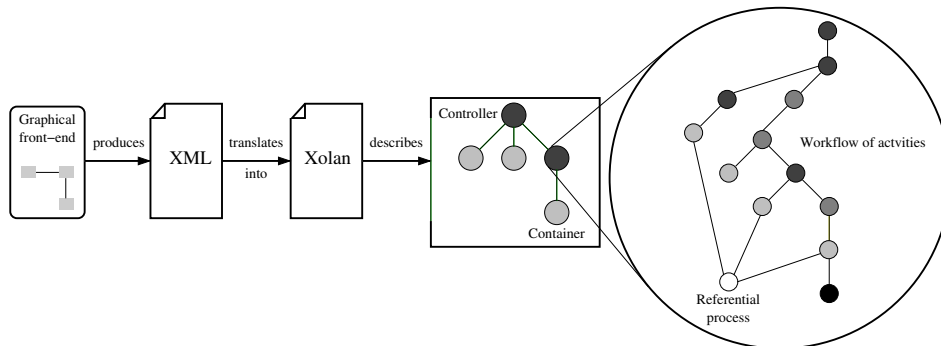 Graphical
front-end
produces
XML
translates
into
Xolan
describes
Controller
Container
Workflow of actvities
Referential
process